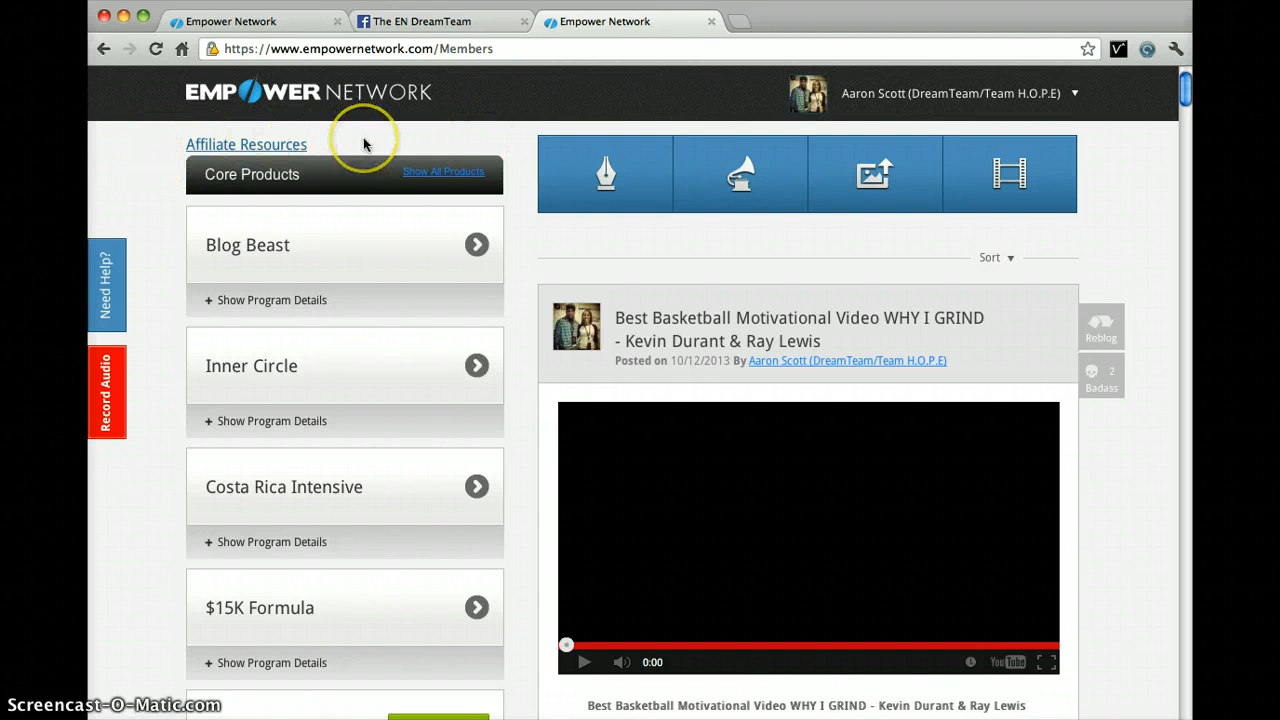 Empower Network
The EN DreamTeam
Empower Network
https://www.empowernetwork.com/Members
EMPOWER NETWORK
Aaron Scott (DreamTeam/Team H.O.P.E)
Affiliate Resources
Core Products
Show All Products
Blog Beast
+ Show Program Details
Inner Circle
+ Show Program Details
Costa Rica Intensive
+ Show Program Details
$15K Formula
+ Show Program Details
Need Help?
Record Audio
Sort
Best Basketball Motivational Video WHY I GRIND
- Kevin Durant & Ray Lewis
Posted on 10/12/2013 By Aaron Scott (DreamTeam/Team H.O.P.E)
Reblog
2
Badass
0:00
YouTube
Best Basketball Motivational Video WHY I GRIND - Kevin Durant & Ray Lewis
Screencast-O-Matic.com